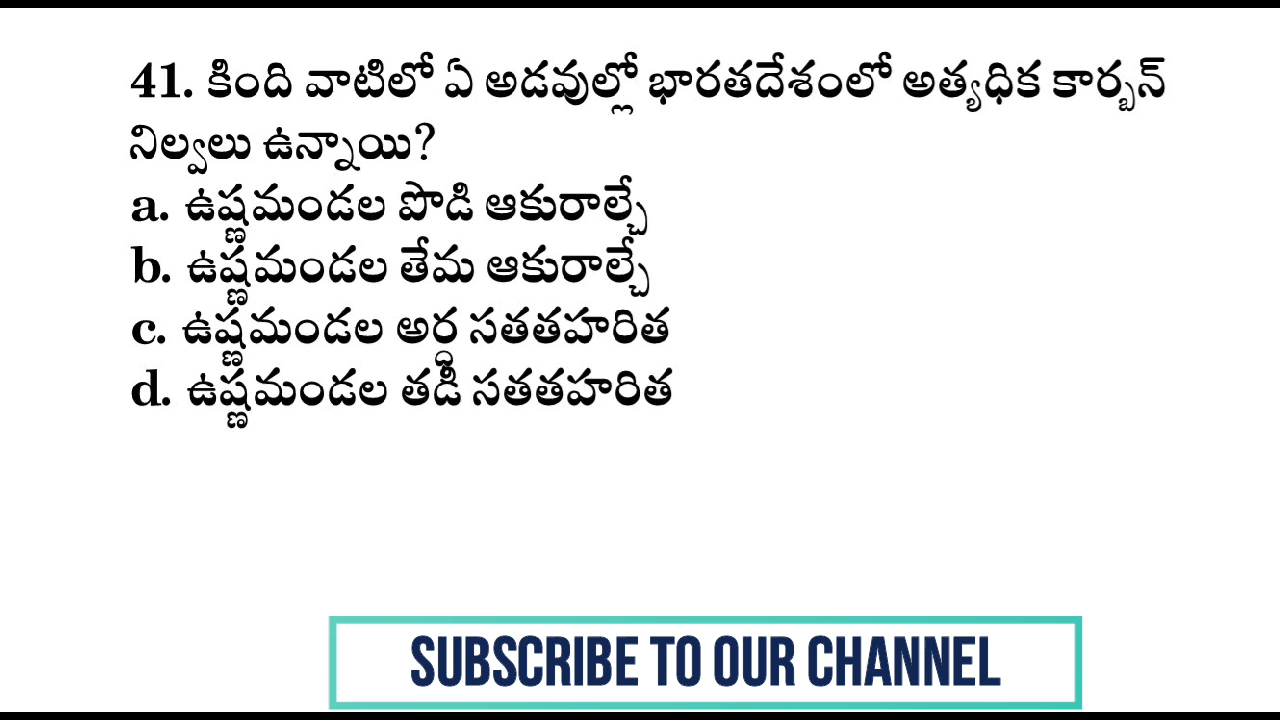 41. కింది వాటిలో ఏ అడవుల్లో భారతదేశంలో అత్యధిక కార్బన్
నిల్వలు ఉన్నాయి?
a. ఉష్ణమండల పొడి ఆకురాల్చే
b. ఉష్ణమండల తేమ ఆకురాల్చే
c. ఉష్ణమండల అర్ధ సతతహరిత
d. ఉష్ణమండల తడి సతతహరిత
SUBSCRIBE TO OUR CHANNEL